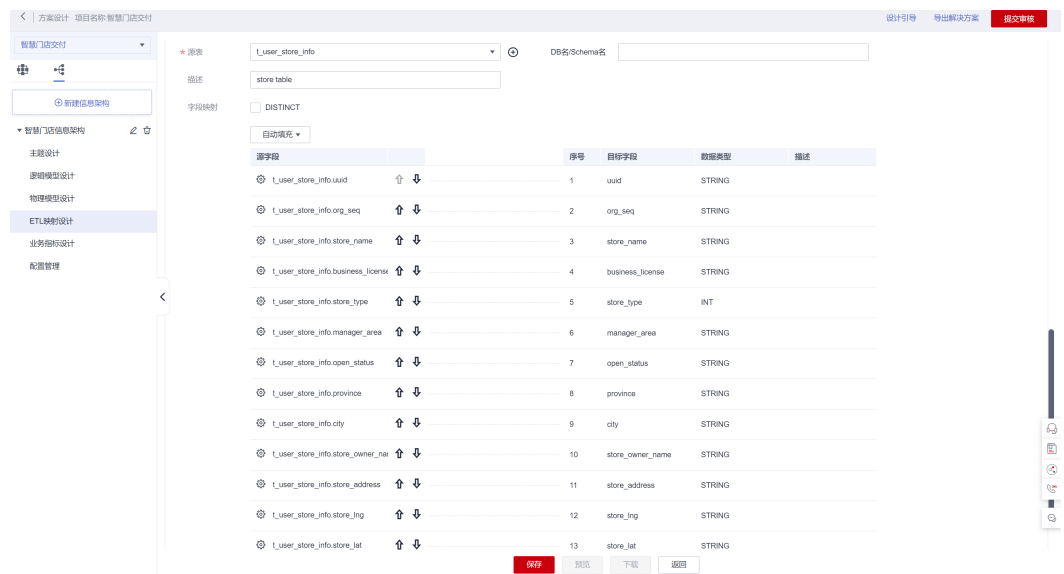 方案设计 项目名称:智慧门店交付 设计引导 导出解决方案 提交审核
智慧门店交付
* 源表 t_user_store_info DB名/Schema名
描述 store table
新建信息架构
字段映射 DISTINCT
智慧门店信息架构
自动填充
主题设计
源字段 序号 目标字段 数据类型 描述
逻辑模型设计
t_user_store_info.uuid 1 uuid STRING
物理模型设计
t_user_store_info.org_seq 2 org_seq STRING
ETL映射设计
t_user_store_info.store_name 3 store_name STRING
业务指标设计
配置管理
t_user_store_info.business_license 4 business_license STRING
t_user_store_info.store_type 5 store_type INT
t_user_store_info.manager_area 6 manager_area STRING
t_user_store_info.open_status 7 open_status STRING
t_user_store_info.province 8 province STRING
t_user_store_info.city 9 city STRING
t_user_store_info.store_owner_nar 10 store_owner_name STRING
t_user_store_info.store_address 11 store_address STRING
t_user_store_info.store_lng 12 store_lng STRING
t_user_store_info.store_lat 13 store_lat STRING
保存 预览 下载 返回